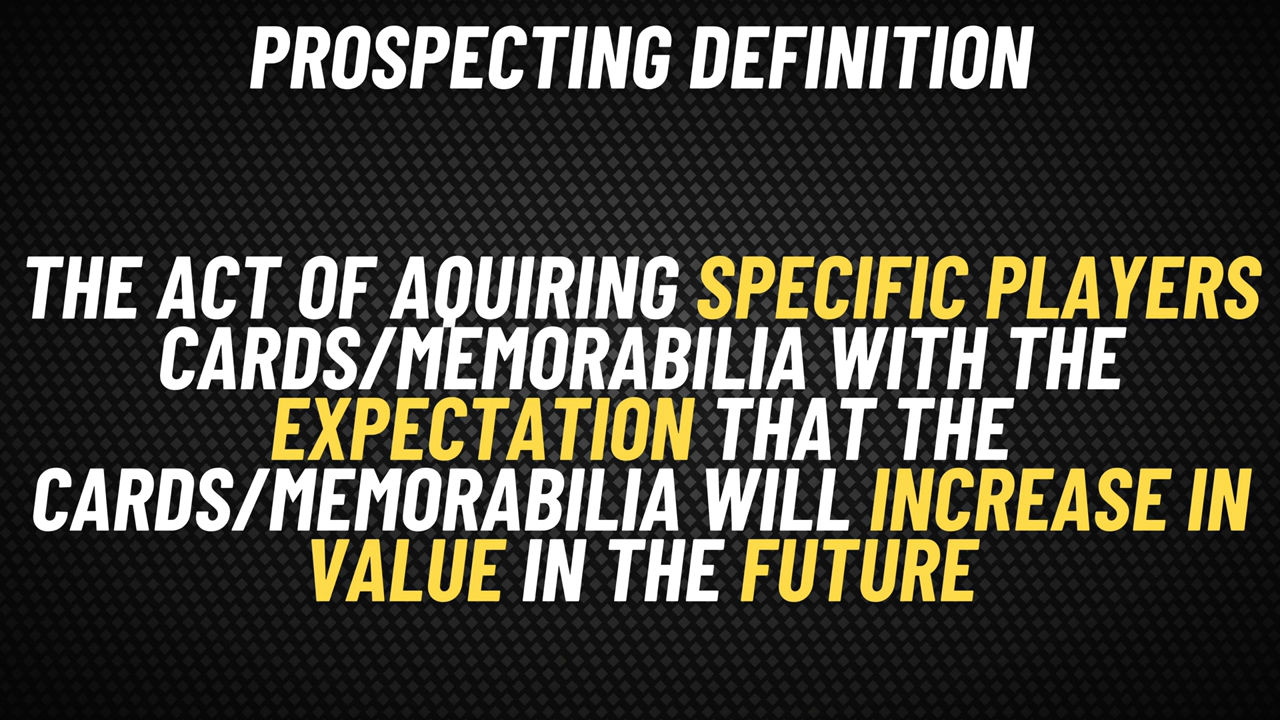 PROSPECTING DEFINITION
THE ACT OF AQUIRING SPECIFIC PLAYERS
CARDS/MEMORABILIA WITH THE
EXPECTATION THAT THE
CARDS/MEMORABILIA WILL INCREASE IN
VALUE IN THE FUTURE